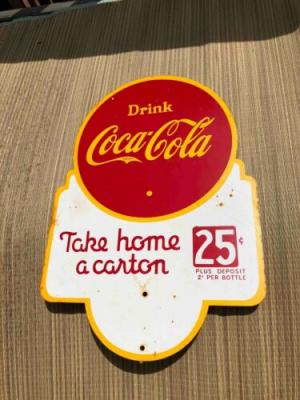 Drink
Coca-Cola
Take home
a carton
25¢
PLUS DEPOSIT
2¢ PER BOTTLE